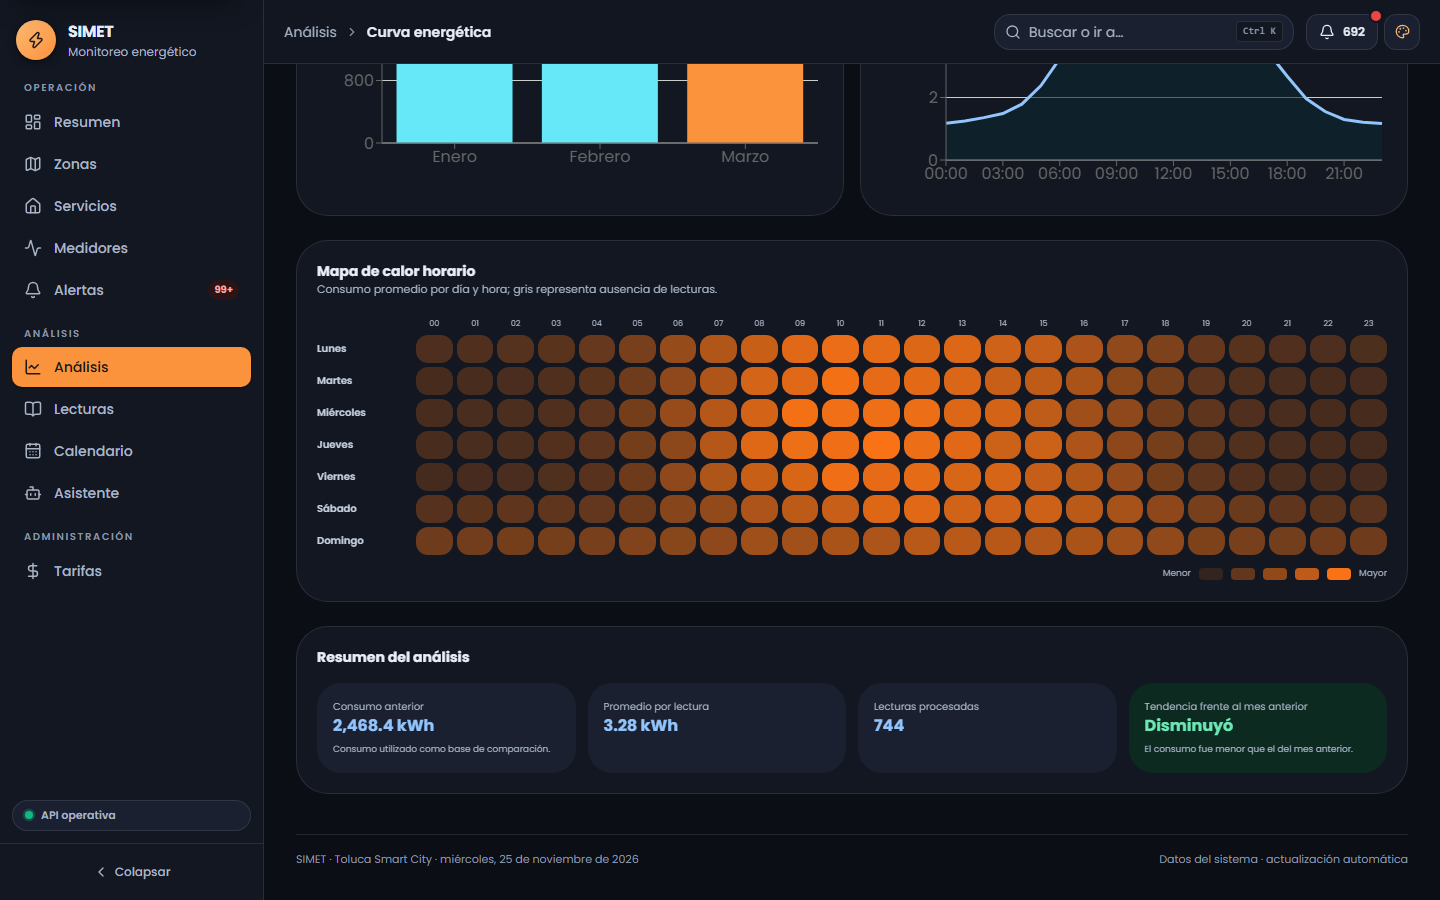 SIMET
Monitoreo energético
OPERACIÓN
Resumen
Zonas
Servicios
Medidores
Alertas 99+
ANÁLISIS
Análisis
Lecturas
Calendario
Asistente
ADMINISTRACIÓN
Tarifas
API operativa
Colapsar
Análisis > Curva energética
Buscar o ir a... Ctrl K
692
800
0
Enero Febrero Marzo
2
0
00:00 03:00 06:00 09:00 12:00 15:00 18:00 21:00
Mapa de calor horario
Consumo promedio por día y hora; gris representa ausencia de lecturas.
00 01 02 03 04 05 06 07 08 09 10 11 12 13 14 15 16 17 18 19 20 21 22 23
Lunes
Martes
Miércoles
Jueves
Viernes
Sábado
Domingo
Menor Mayor
Resumen del análisis
Consumo anterior
2,468.4 kWh
Consumo utilizado como base de comparación.
Promedio por lectura
3.28 kWh
Lecturas procesadas
744
Tendencia frente al mes anterior
Disminuyó
El consumo fue menor que el del mes anterior.
SIMET · Toluca Smart City · miércoles, 25 de noviembre de 2026
Datos del sistema · actualización automática